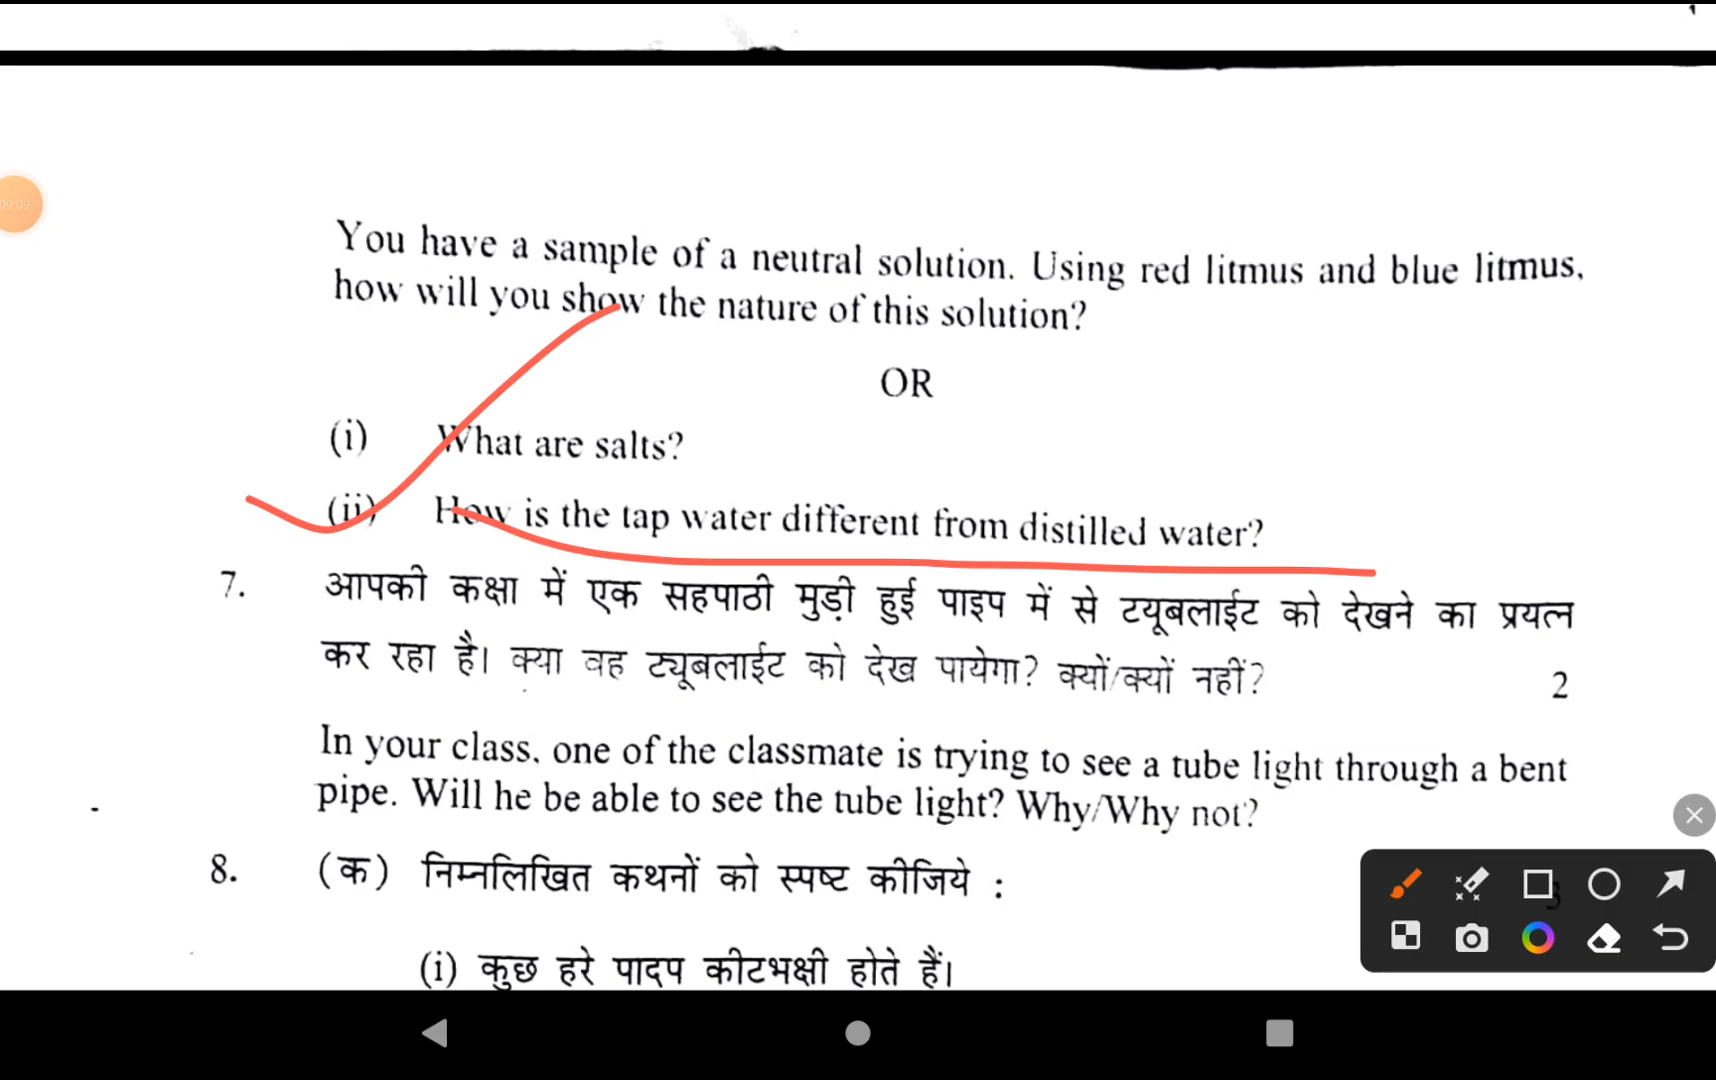 09:09
You have a sample of a neutral solution. Using red litmus and blue litmus,
how will you show the nature of this solution?
OR
(i) What are salts?
(ii) How is the tap water different from distilled water?
7. आपकी कक्षा में एक सहपाठी मुड़ी हुई पाइप में से टयूबलाईट को देखने का प्रयत्न
कर रहा है। क्या वह ट्यूबलाईट को देख पायेगा? क्यों/क्यों नहीं? 2
In your class, one of the classmate is trying to see a tube light through a bent
pipe. Will he be able to see the tube light? Why/Why not?
8. (क) निम्नलिखित कथनों को स्पष्ट कीजिये : 3
(i) कुछ हरे पादप कीटभक्षी होते हैं।